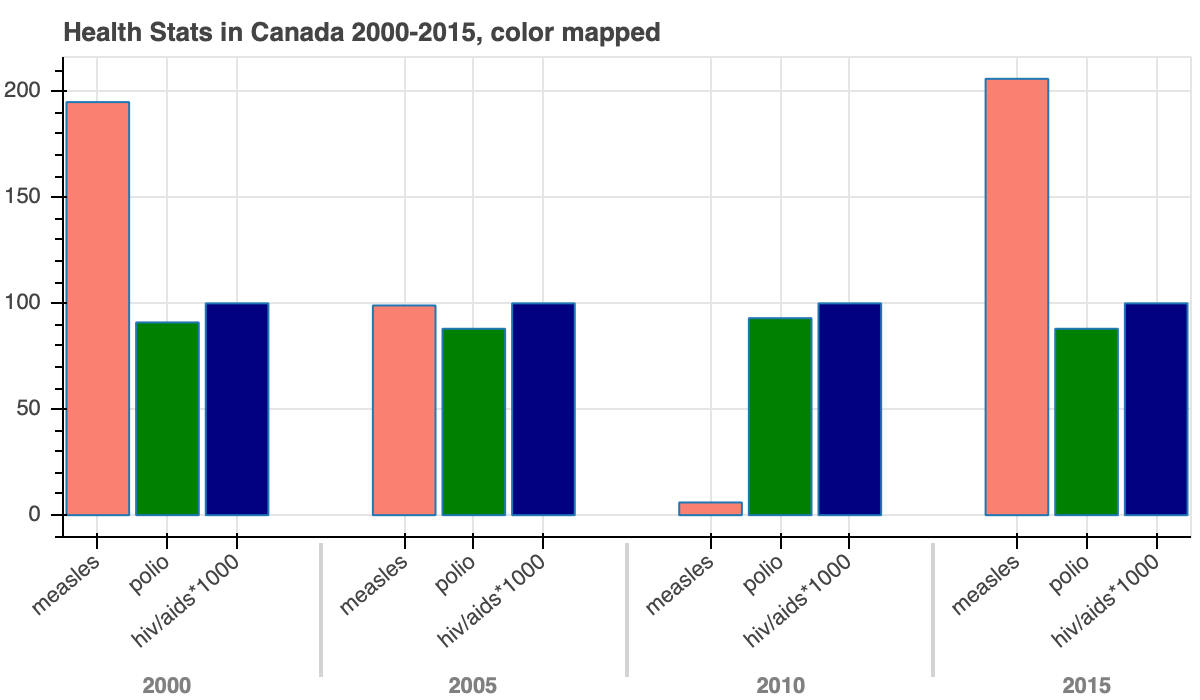 Health Stats in Canada 2000-2015, color mapped
200
150
100
50
0
measles
polio
hiv/aids*1000
measles
polio
hiv/aids*1000
measles
polio
hiv/aids*1000
measles
polio
hiv/aids*1000
2000
2005
2010
2015